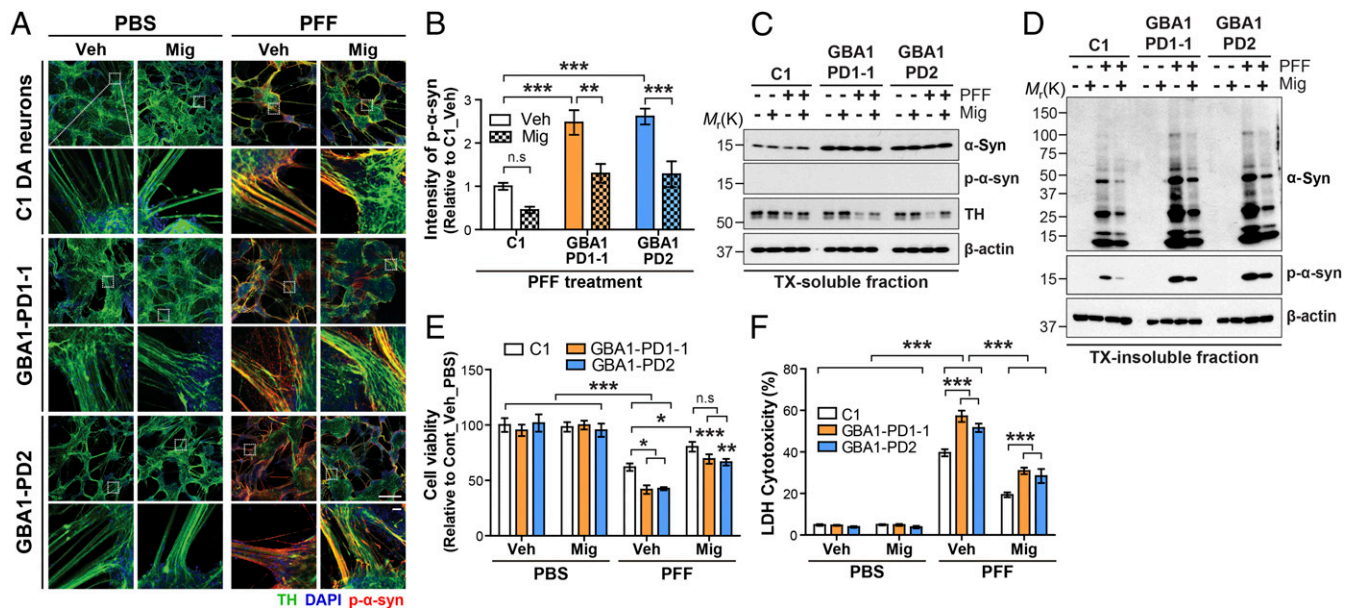 A
PBS
PFF
Veh
Mig
Veh
Mig
C1 DA neurons
GBA1-PD1-1
GBA1-PD2
TH DAPI p-α-syn
B
Intensity of p-α-syn
(Relative to C1_Veh)
4
3
2
1
0
***
***
**
***
n.s
Veh
Mig
C1
GBA1
PD1-1
GBA1
PD2
PFF treatment
C
C1
GBA1
PD1-1
GBA1
PD2
- - + + - - + + - - + + PFF
- + - + - + - + - + - + Mig
Mr(K)
15
α-Syn
15
p-α-syn
50
TH
37
β-actin
TX-soluble fraction
D
C1
GBA1
PD1-1
GBA1
PD2
- - + + - - + + - - + + PFF
- + - + - + - + - + - + Mig
Mr(K)
150
100
75
50
37
25
15
α-Syn
15
p-α-syn
37
β-actin
TX-insoluble fraction
E
C1
GBA1-PD1-1
GBA1-PD2
Cell viablity
(Relative to Cont_Veh_PBS)
150
100
50
0
***
*
*
n.s
***
**
Veh
Mig
Veh
Mig
PBS
PFF
F
LDH Cytotoxicity (%)
80
60
40
20
0
C1
GBA1-PD1-1
GBA1-PD2
***
***
***
***
Veh
Mig
Veh
Mig
PBS
PFF